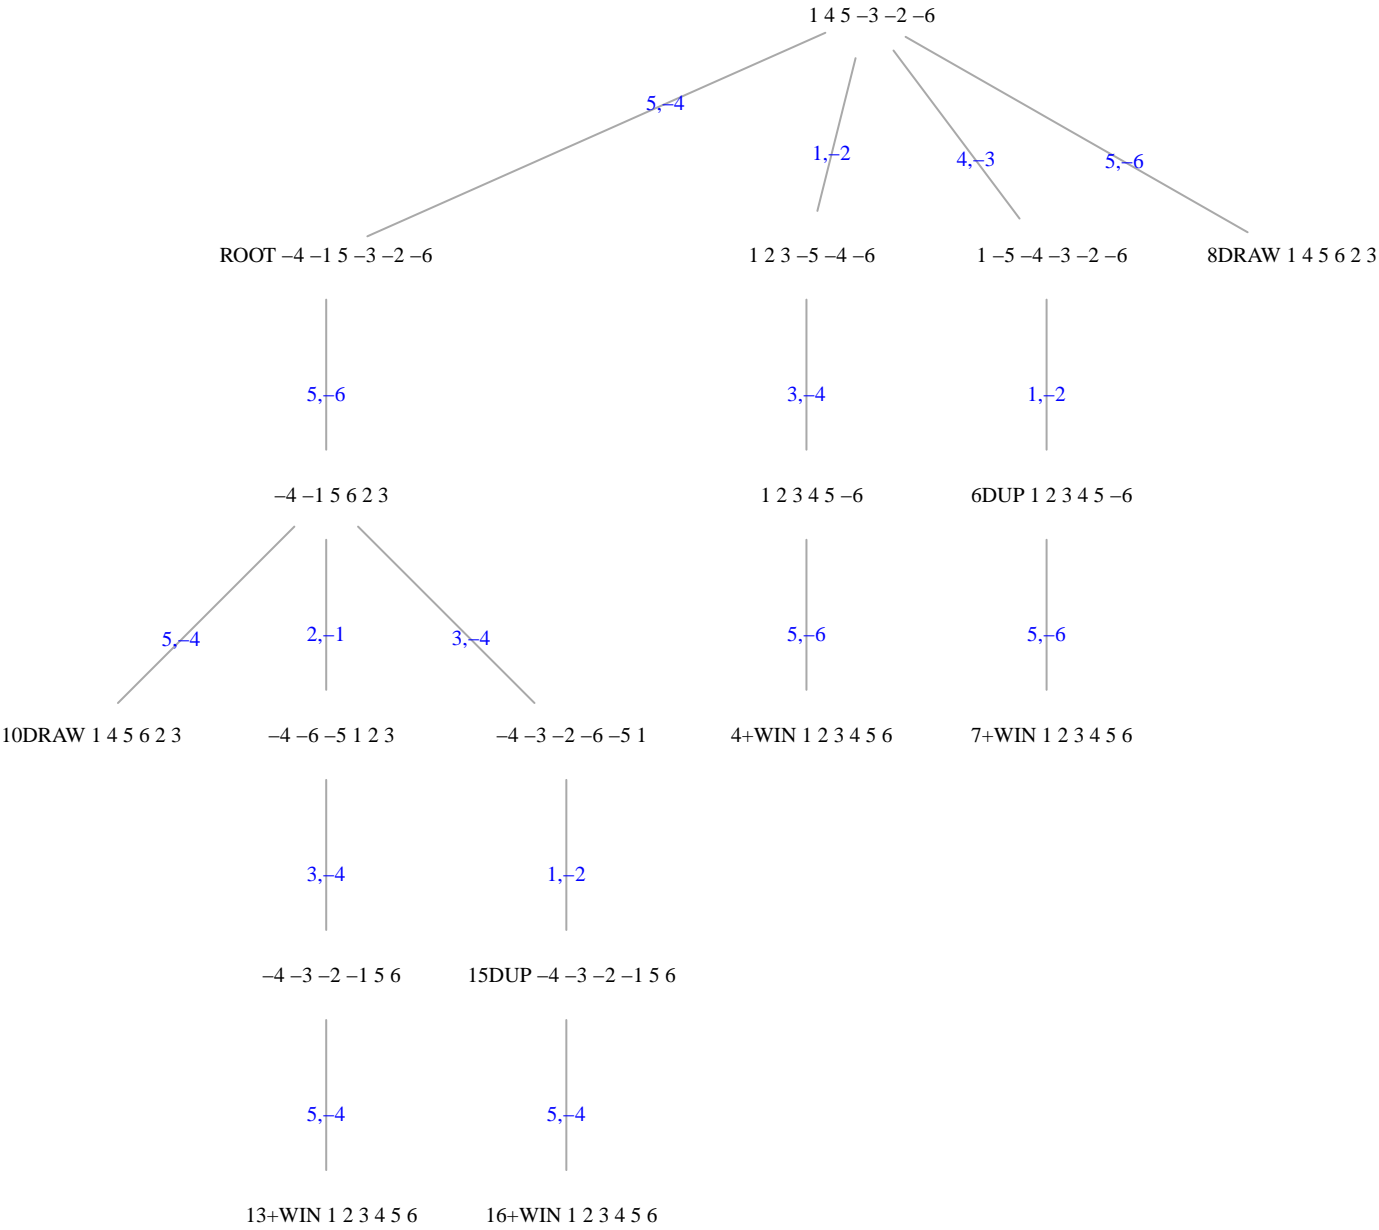 1 4 5 –3 –2 –6
5,–4
1,–2
4,–3
5,–6
ROOT –4 –1 5 –3 –2 –6
1 2 3 –5 –4 –6
1 –5 –4 –3 –2 –6
8DRAW 1 4 5 6 2 3
5,–6
3,–4
1,–2
–4 –1 5 6 2 3
1 2 3 4 5 –6
6DUP 1 2 3 4 5 –6
5,–4
2,–1
3,–4
5,–6
5,–6
10DRAW 1 4 5 6 2 3
–4 –6 –5 1 2 3
–4 –3 –2 –6 –5 1
4+WIN 1 2 3 4 5 6
7+WIN 1 2 3 4 5 6
3,–4
1,–2
–4 –3 –2 –1 5 6
15DUP –4 –3 –2 –1 5 6
5,–4
5,–4
13+WIN 1 2 3 4 5 6
16+WIN 1 2 3 4 5 6